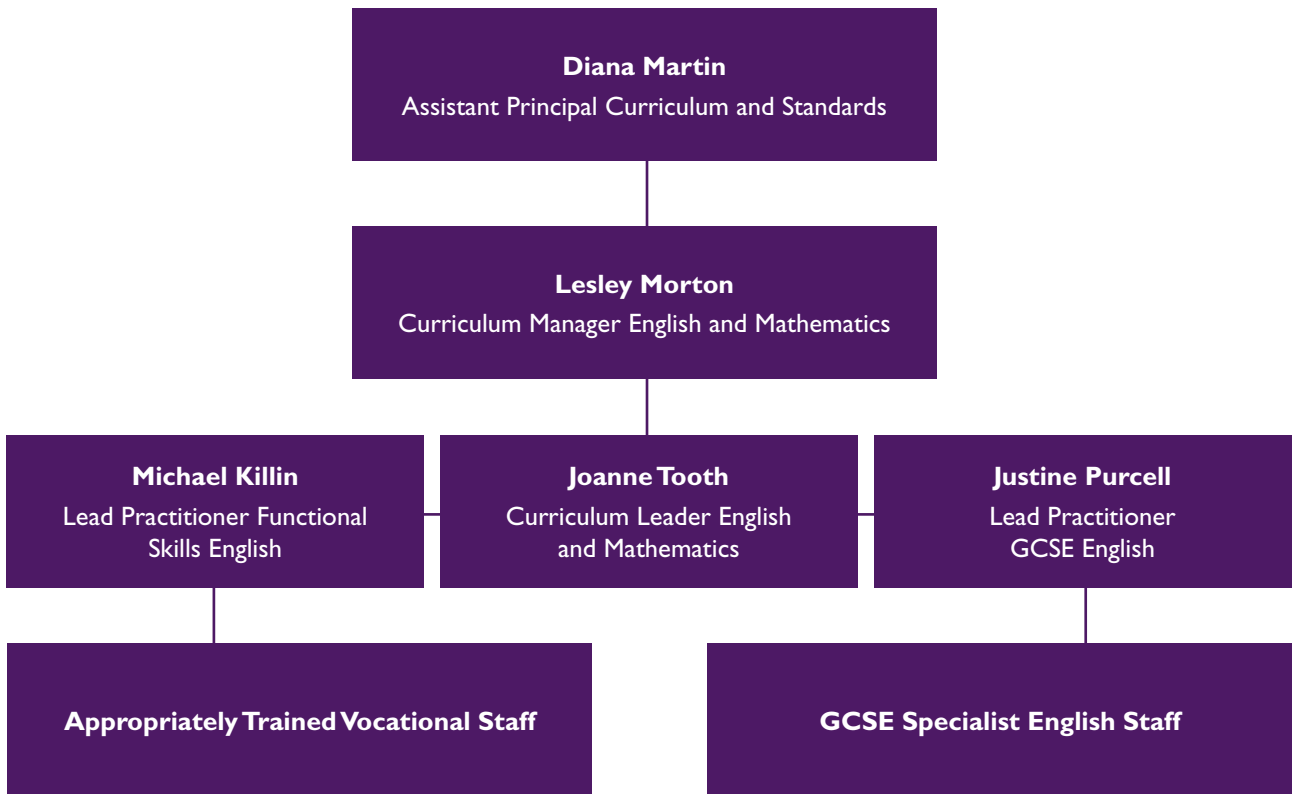 Diana Martin
Assistant Principal Curriculum and Standards
Lesley Morton
Curriculum Manager English and Mathematics
Michael Killin
Lead Practitioner Functional
Skills English
Joanne Tooth
Curriculum Leader English
and Mathematics
Justine Purcell
Lead Practitioner
GCSE English
Appropriately Trained Vocational Staff
GCSE Specialist English Staff